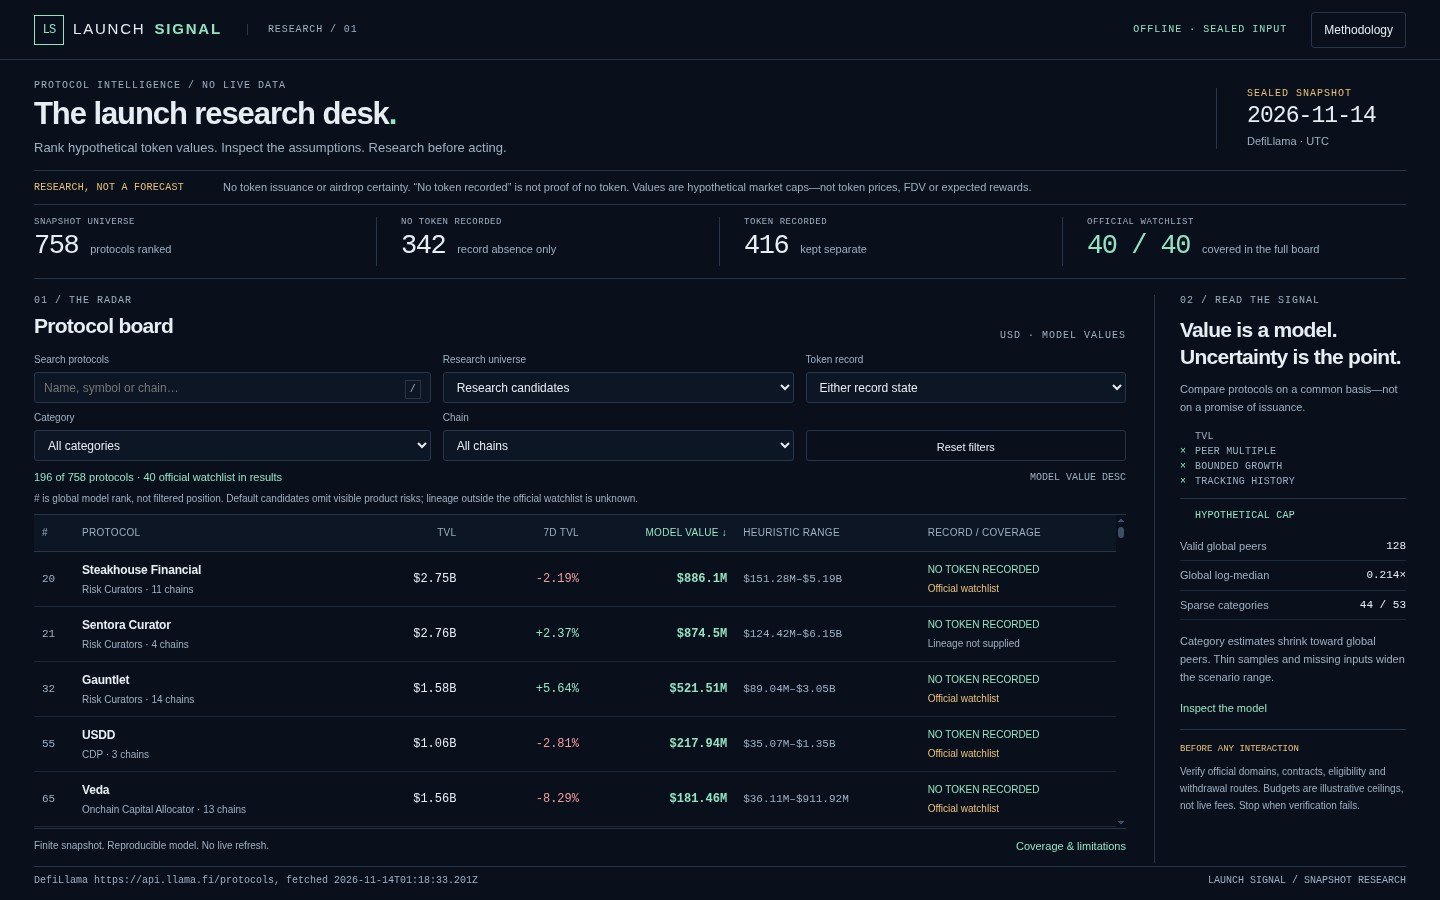 LS LAUNCH SIGNAL RESEARCH / 01 OFFLINE · SEALED INPUT Methodology
PROTOCOL INTELLIGENCE / NO LIVE DATA
The launch research desk.
Rank hypothetical token values. Inspect the assumptions. Research before acting.
SEALED SNAPSHOT
2026-11-14
DefiLlama · UTC
RESEARCH, NOT A FORECAST No token issuance or airdrop certainty. “No token recorded” is not proof of no token. Values are hypothetical market caps—not token prices, FDV or expected rewards.
SNAPSHOT UNIVERSE
758 protocols ranked
NO TOKEN RECORDED
342 record absence only
TOKEN RECORDED
416 kept separate
OFFICIAL WATCHLIST
40 / 40 covered in the full board
01 / THE RADAR
Protocol board
USD · MODEL VALUES
Search protocols Research universe Token record
Name, symbol or chain… / Research candidates Either record state
Category Chain
All categories All chains Reset filters
196 of 758 protocols · 40 official watchlist in results MODEL VALUE DESC
# is global model rank, not filtered position. Default candidates omit visible product risks; lineage outside the official watchlist is unknown.
# PROTOCOL TVL 7D TVL MODEL VALUE ↓ HEURISTIC RANGE RECORD / COVERAGE
20 Steakhouse Financial $2.75B -2.19% $886.1M $151.28M–$5.19B NO TOKEN RECORDED
Risk Curators · 11 chains Official watchlist
21 Sentora Curator $2.76B +2.37% $874.5M $124.42M–$6.15B NO TOKEN RECORDED
Risk Curators · 4 chains Lineage not supplied
32 Gauntlet $1.58B +5.64% $521.51M $89.04M–$3.05B NO TOKEN RECORDED
Risk Curators · 14 chains Official watchlist
55 USDD $1.06B -2.81% $217.94M $35.07M–$1.35B NO TOKEN RECORDED
CDP · 3 chains Official watchlist
65 Veda $1.56B -8.29% $181.46M $36.11M–$911.92M NO TOKEN RECORDED
Onchain Capital Allocator · 13 chains Official watchlist
Finite snapshot. Reproducible model. No live refresh. Coverage & limitations
02 / READ THE SIGNAL
Value is a model.
Uncertainty is the point.
Compare protocols on a common basis—not
on a promise of issuance.
TVL
× PEER MULTIPLE
× BOUNDED GROWTH
× TRACKING HISTORY
HYPOTHETICAL CAP
Valid global peers 128
Global log-median 0.214×
Sparse categories 44 / 53
Category estimates shrink toward global
peers. Thin samples and missing inputs widen
the scenario range.
Inspect the model
BEFORE ANY INTERACTION
Verify official domains, contracts, eligibility and
withdrawal routes. Budgets are illustrative ceilings,
not live fees. Stop when verification fails.
DefiLlama https://api.llama.fi/protocols, fetched 2026-11-14T01:18:33.201Z LAUNCH SIGNAL / SNAPSHOT RESEARCH